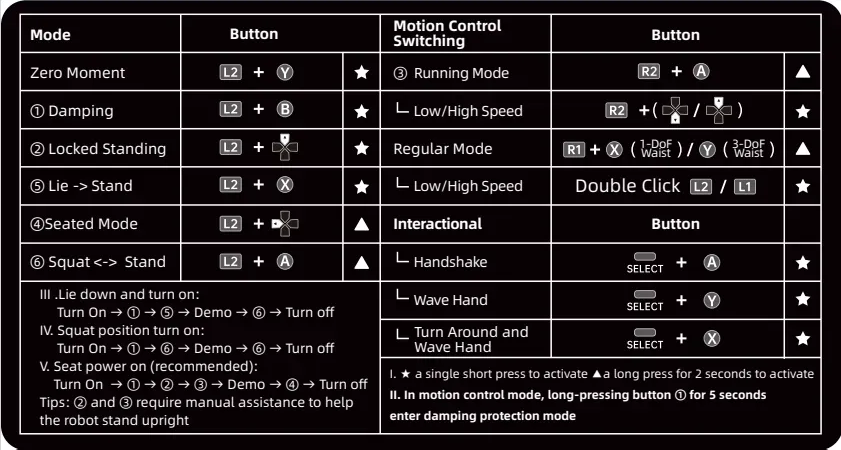 Mode Button
Zero Moment L2 + Y ★
① Damping L2 + B ★
② Locked Standing L2 + ★
⑤ Lie -> Stand L2 + X ★
④Seated Mode L2 + ▲
⑥ Squat <-> Stand L2 + A ▲
III .Lie down and turn on:
Turn On → ① → ⑤ → Demo → ⑥ → Turn off
IV. Squat position turn on:
Turn On → ① → ⑥ → Demo → ⑥ → Turn off
V. Seat power on (recommended):
Turn On → ① → ② → ③ → Demo → ④ → Turn off
Tips: ② and ③ require manual assistance to help
the robot stand upright
Motion Control
Switching Button
③ Running Mode R2 + A ▲
Low/High Speed R2 +( / ) ★
Regular Mode R1 + X ( 1-DoF Waist ) / Y ( 3-DoF Waist ) ▲
Low/High Speed Double Click L2 / L1 ★
Interactional Button
Handshake SELECT + A ★
Wave Hand SELECT + Y ★
Turn Around and
Wave Hand SELECT + X ★
I. ★ a single short press to activate ▲a long press for 2 seconds to activate
II. In motion control mode, long-pressing button ① for 5 seconds
enter damping protection mode